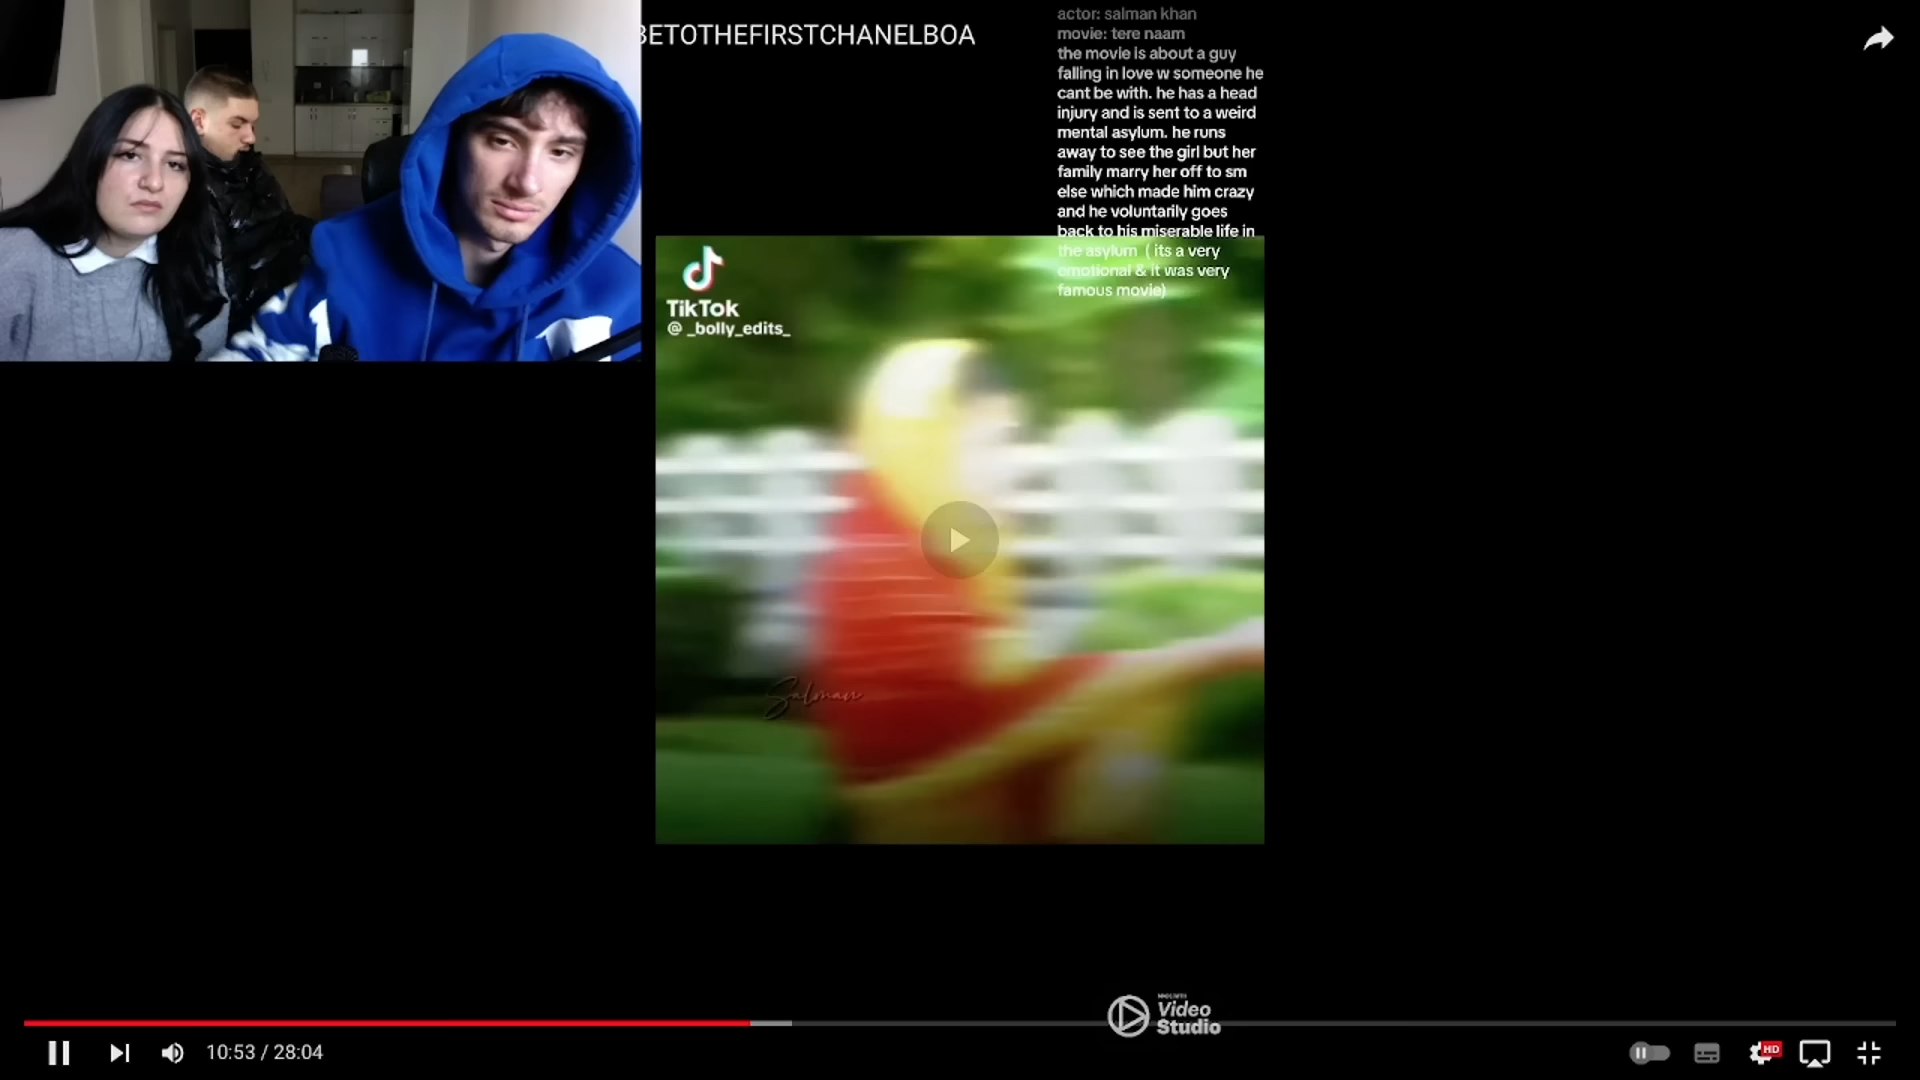 BETOTHEFIRSTCHANELBOA
actor: salman khan
movie: tere naam
the movie is about a guy
falling in love w someone he
cant be with. he has a head
injury and is sent to a weird
mental asylum. he runs
away to see the girl but her
family marry her off to sm
else which made him crazy
and he voluntarily goes
back to his miserable life in
the asylum ( its a very
emotional & it was very
famous movie)
TikTok
@ _bolly_edits_
Salman
Video
Studio
10:53 / 28:04
HD